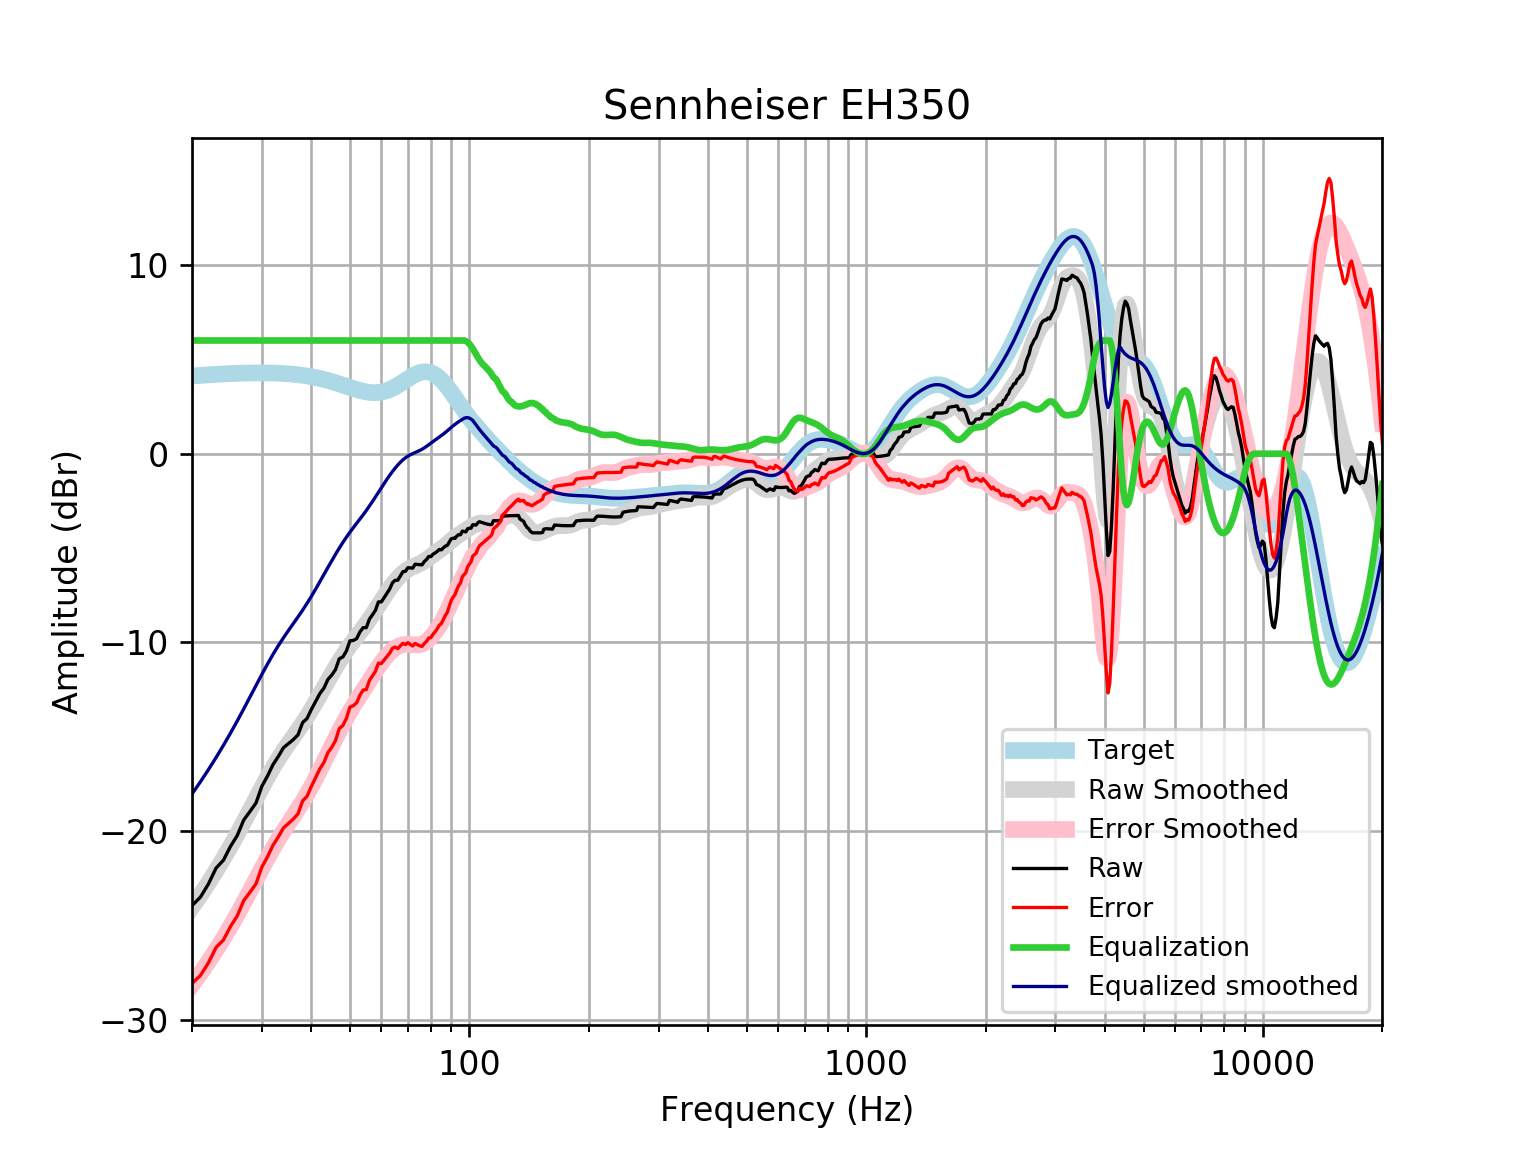 Sennheiser EH350
Amplitude (dBr)
10
0
−10
−20
−30
Target
Raw Smoothed
Error Smoothed
Raw
Error
Equalization
Equalized smoothed
100 1000 10000
Frequency (Hz)